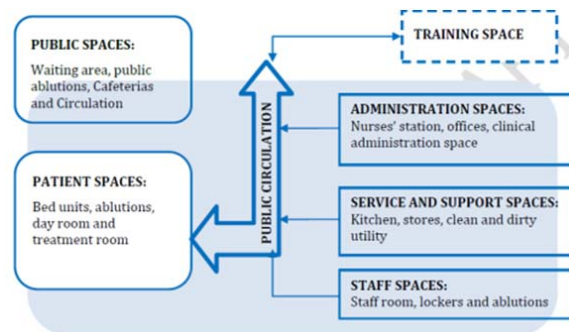 PUBLIC SPACES:
Waiting area, public
ablutions, Cafeterias
and Circulation
TRAINING SPACE
PUBLIC CIRCULATION
ADMINISTRATION SPACES:
Nurses' station, offices, clinical
administration space
PATIENT SPACES:
Bed units, ablutions,
day room and
treatment room
SERVICE AND SUPPORT SPACES:
Kitchen, stores, clean and dirty
utility
STAFF SPACES:
Staff room, lockers and ablutions